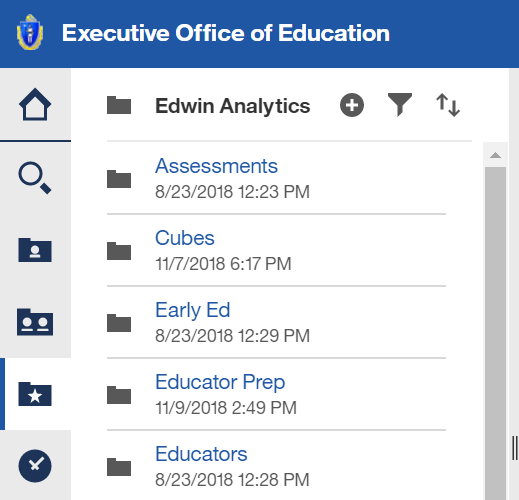 Executive Office of Education
Edwin Analytics
Assessments
8/23/2018 12:23 PM
Cubes
11/7/2018 6:17 PM
Early Ed
8/23/2018 12:29 PM
Educator Prep
11/9/2018 2:49 PM
Educators
8/23/2018 12:28 PM